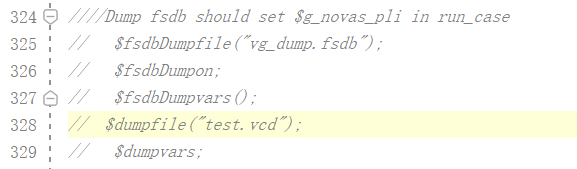 324 ////Dump fsdb should set $g_novas_pli in run_case
325 //   $fsdbDumpfile("vg_dump.fsdb");
326 //   $fsdbDumpon;
327 //   $fsdbDumpvars();
328 //  $dumpfile("test.vcd");
329 //   $dumpvars;